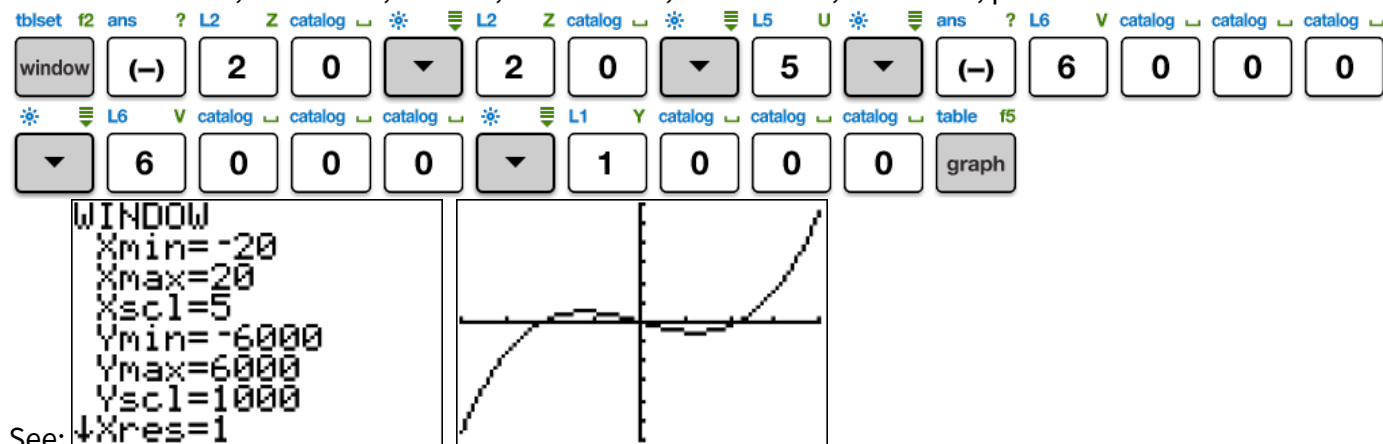 tblset f2 ans ? L2 Z catalog L2 Z catalog L5 U ans ? L6 V catalog catalog catalog
window (−) 2 0 2 0 5 (−) 6 0 0 0
L6 V catalog catalog catalog L1 Y catalog catalog catalog table f5
6 0 0 0 1 0 0 0 graph
WINDOW
Xmin=-20
Xmax=20
Xscl=5
Ymin=-6000
Ymax=6000
Yscl=1000
See: ↓Xres=1